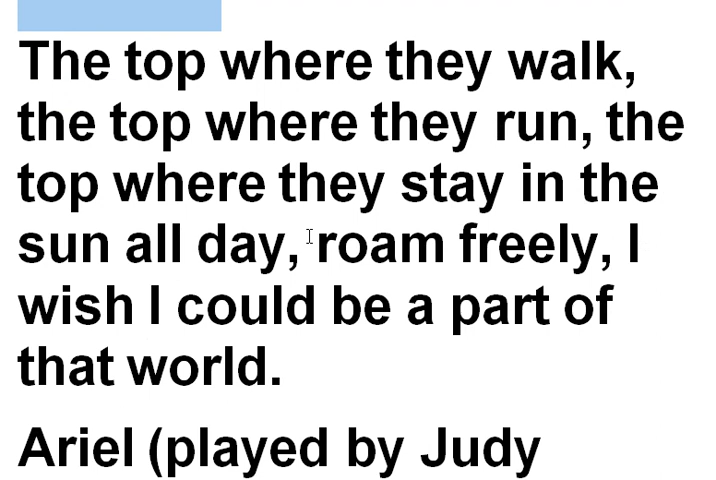 The top where they walk,
the top where they run, the
top where they stay in the
sun all day, roam freely, I
wish I could be a part of
that world.
Ariel (played by Judy